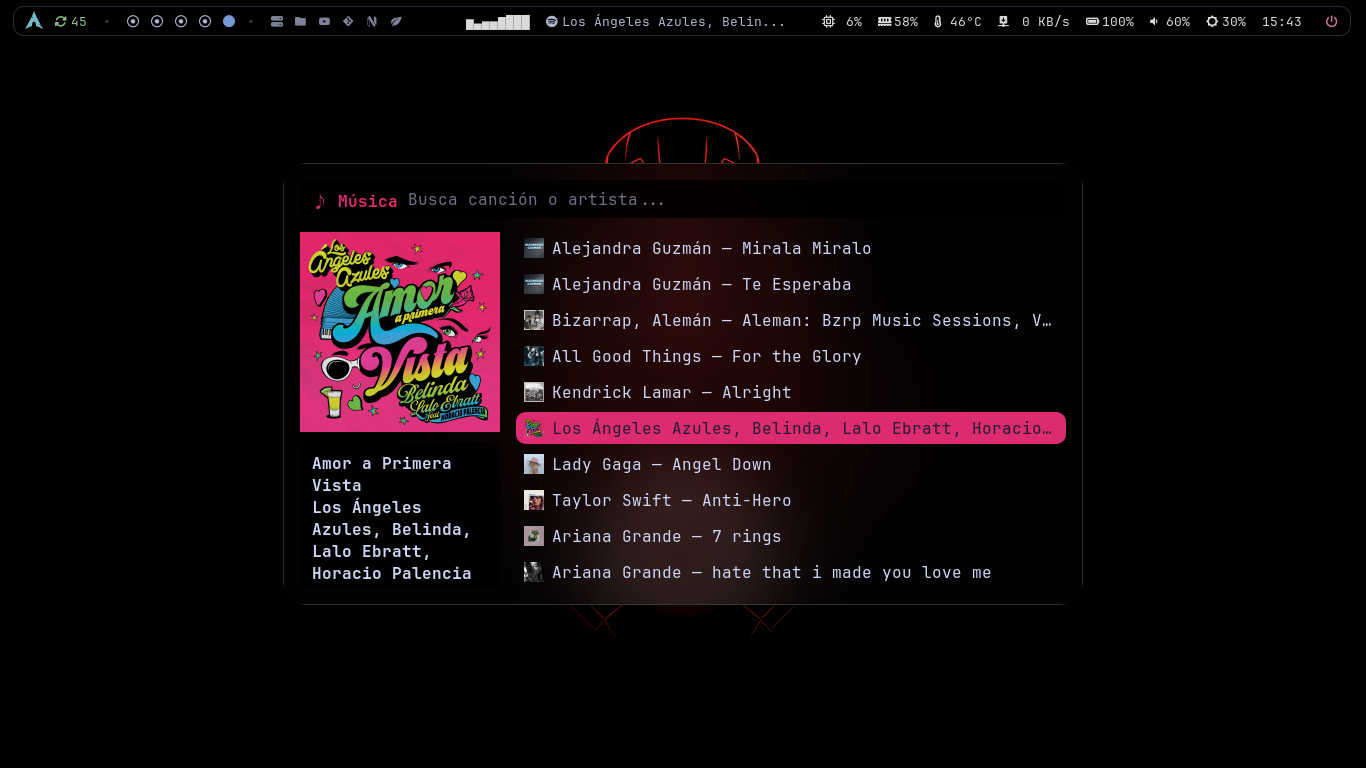 45
Los Ángeles Azules, Belin...
6%
58%
46°C
0 KB/s
100%
60%
30%
15:43
Música
Busca canción o artista...
Los Ángeles Azules
Amor
a primera
Vista
Belinda
Lalo Ebratt
feat HORACIO PALENCIA
Amor a Primera
Vista
Los Ángeles
Azules, Belinda,
Lalo Ebratt,
Horacio Palencia
Alejandra Guzmán — Mirala Miralo
Alejandra Guzmán — Te Esperaba
Bizarrap, Alemán — Aleman: Bzrp Music Sessions, V…
All Good Things — For the Glory
Kendrick Lamar — Alright
Los Ángeles Azules, Belinda, Lalo Ebratt, Horacio…
Lady Gaga — Angel Down
Taylor Swift — Anti-Hero
Ariana Grande — 7 rings
Ariana Grande — hate that i made you love me